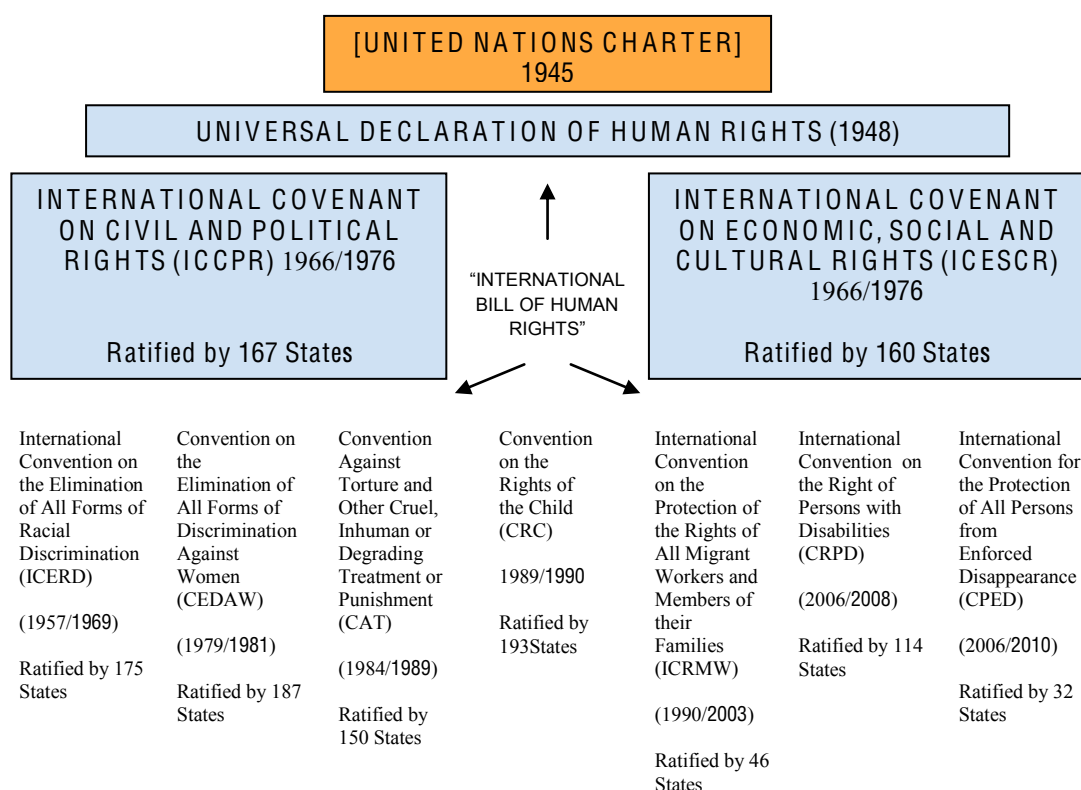 [UNITED NATIONS CHARTER]
1945
UNIVERSAL DECLARATION OF HUMAN RIGHTS (1948)
INTERNATIONAL COVENANT
ON CIVIL AND POLITICAL
RIGHTS (ICCPR) 1966/1976
Ratified by 167 States
"INTERNATIONAL
BILL OF HUMAN
RIGHTS"
INTERNATIONAL COVENANT
ON ECONOMIC, SOCIAL AND
CULTURAL RIGHTS (ICESCR)
1966/1976
Ratified by 160 States
International
Convention on
the Elimination
of All Forms of
Racial
Discrimination
(ICERD)
(1957/1969)
Ratified by 175
States
Convention on
the
Elimination of
All Forms of
Discrimination
Against
Women
(CEDAW)
(1979/1981)
Ratified by 187
States
Convention
Against
Torture and
Other Cruel,
Inhuman or
Degrading
Treatment or
Punishment
(CAT)
(1984/1989)
Ratified by
150 States
Convention
on the
Rights of
the Child
(CRC)
1989/1990
Ratified by
193States
International
Convention
on the
Protection of
the Rights of
All Migrant
Workers and
Members of
their
Families
(ICRMW)
(1990/2003)
Ratified by 46
States
International
Convention on
the Right of
Persons with
Disabilities
(CRPD)
(2006/2008)
Ratified by 114
States
International
Convention for
the Protection
of All Persons
from
Enforced
Disappearance
(CPED)
(2006/2010)
Ratified by 32
States